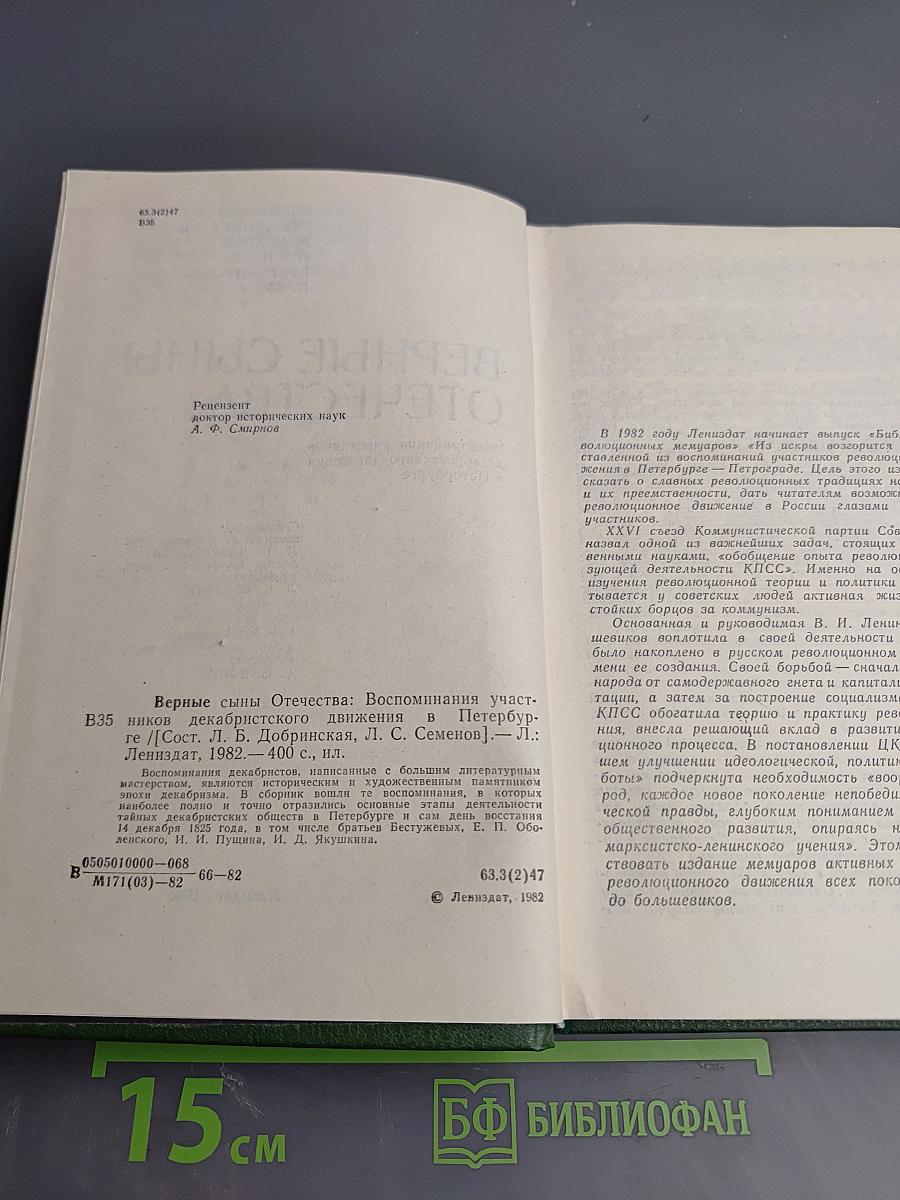 63.3(2)47
В35
Рецензент
доктор исторических наук
А. Ф. Смирнов
Верные сыны Отечества: Воспоминания участ-
В35 ников декабристского движения в Петербур-
ге /[Сост. Л. Б. Добринская, Л. С. Семенов].— Л.:
Лениздат, 1982.— 400 с., ил.
Воспоминания декабристов, написанные с большим литературным
мастерством, являются историческим и художественным памятником
эпохи декабризма. В сборник вошли те воспоминания, в которых
наиболее полно и точно отразились основные этапы деятельности
тайных декабристских обществ в Петербурге и сам день восстания
14 декабря 1825 года, в том числе братьев Бестужевых, Е. П. Обо-
ленского, И. И. Пущина, И. Д. Якушкина.
В 0505010000—068
М171(03)—82 66—82
63.3(2)47
© Лениздат, 1982
В 1982 году Лениздат начинает выпуск «Биб
волюционных мемуаров» «Из искры возгорится
ставленной из воспоминаний участников революц
жения в Петербурге — Петрограде. Цель этого из
сказать о славных революционных традициях на
и их преемственности, дать читателям возможн
революционное движение в России глазами
участников.
XXVI съезд Коммунистической партии Сов
назвал одной из важнейших задач, стоящих
венными науками, «обобщение опыта револю
зующей деятельности КПСС». Именно на ос
изучения революционной теории и политики
тывается у советских людей активная жиз
стойких борцов за коммунизм.
Основанная и руководимая В. И. Ленин
шевиков воплотила в своей деятельности
было накоплено в русском революционном
мени ее создания. Своей борьбой — сначал
народа от самодержавного гнета и капитали
тации, а затем за построение социализм
КПСС обогатила теорию и практику рев
ния, внесла решающий вклад в развити
ционного процесса. В постановлении ЦК
шем улучшении идеологической, политик
боты» подчеркнута необходимость «воор
род, каждое новое поколение непобеди
ческой правды, глубоким пониманием
общественного развития, опираясь н
марксистско-ленинского учения». Этом
ствовать издание мемуаров активных
революционного движения всех поко
до большевиков.
15 см
БФ БИБЛИОФАН